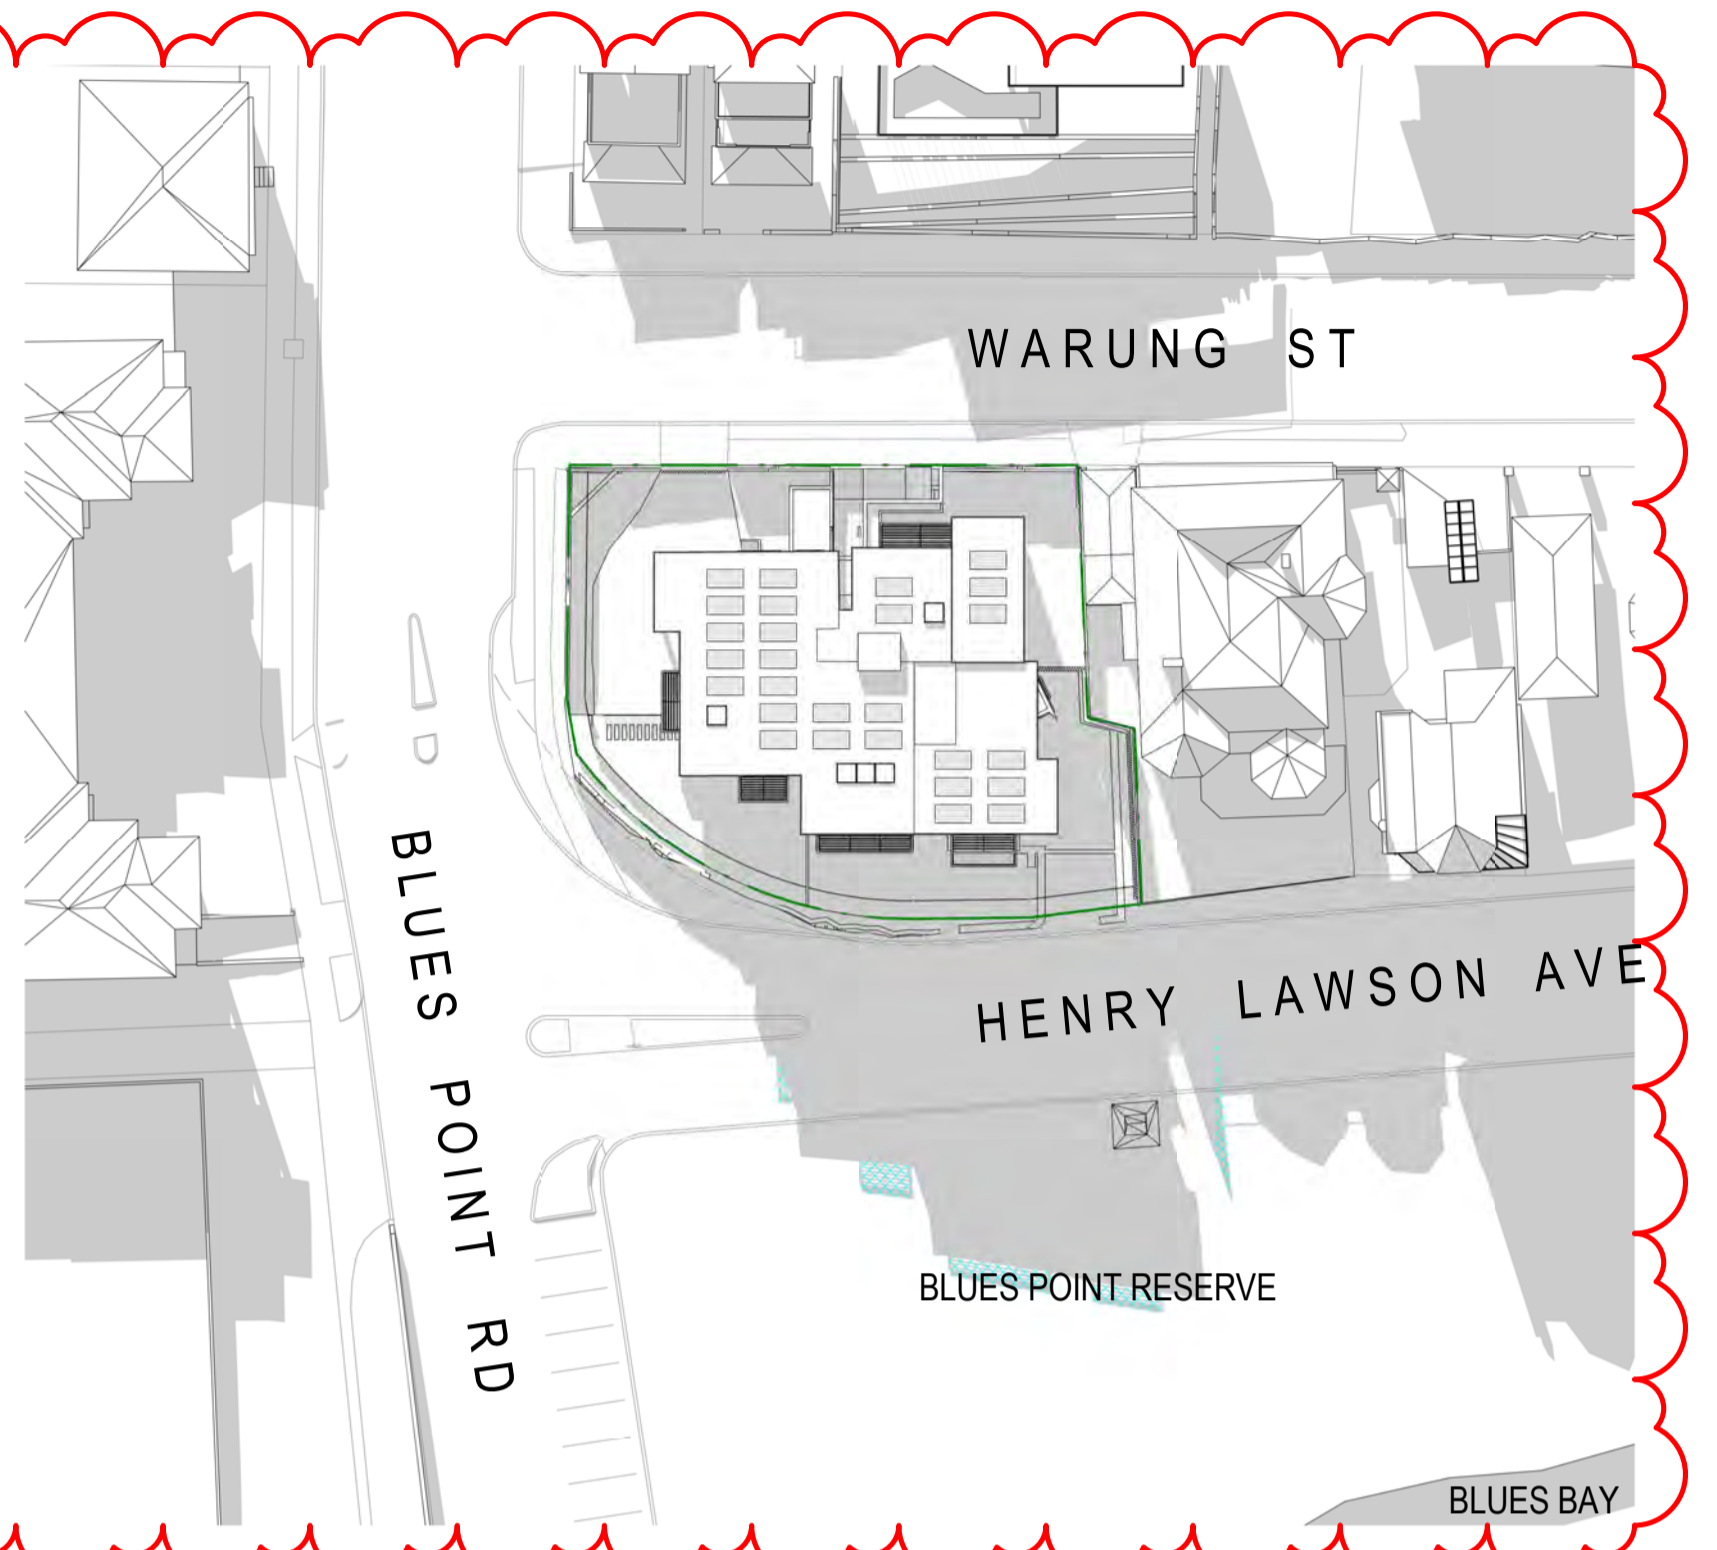 WARUNG ST
BLUES POINT RD
HENRY LAWSON AVE
BLUES POINT RESERVE
BLUES BAY